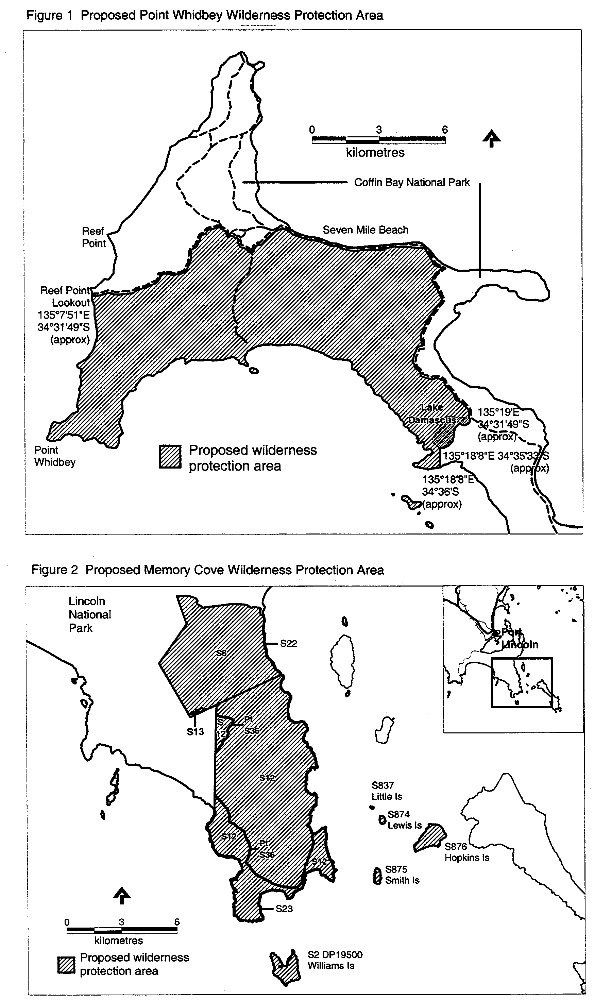 Figure 1 Proposed Point Whidbey Wilderness Protection Area
0 3 6
kilometres
Coffin Bay National Park
Reef
Point
Seven Mile Beach
Reef Point
Lookout
135°7'51"E
34°31'49"S
(approx)
Lake
Damascus
135°19'E
34°31'49"S
(approx)
Point
Whidbey
Proposed wilderness
protection area
135°18'8"E 34°35'33"S
(approx)
135°18'8"E
34°36'S
(approx)
Figure 2 Proposed Memory Cove Wilderness Protection Area
Lincoln
National
Park
Port
Lincoln
S22
S6
S13
S
12
Pt
S36
S12
S837
Little Is
S874
Lewis Is
S12
Pt
S36
S876
Hopkins Is
S12
S875
Smith Is
S23
0 3 6
kilometres
Proposed wilderness
protection area
S2 DP19500
Williams Is